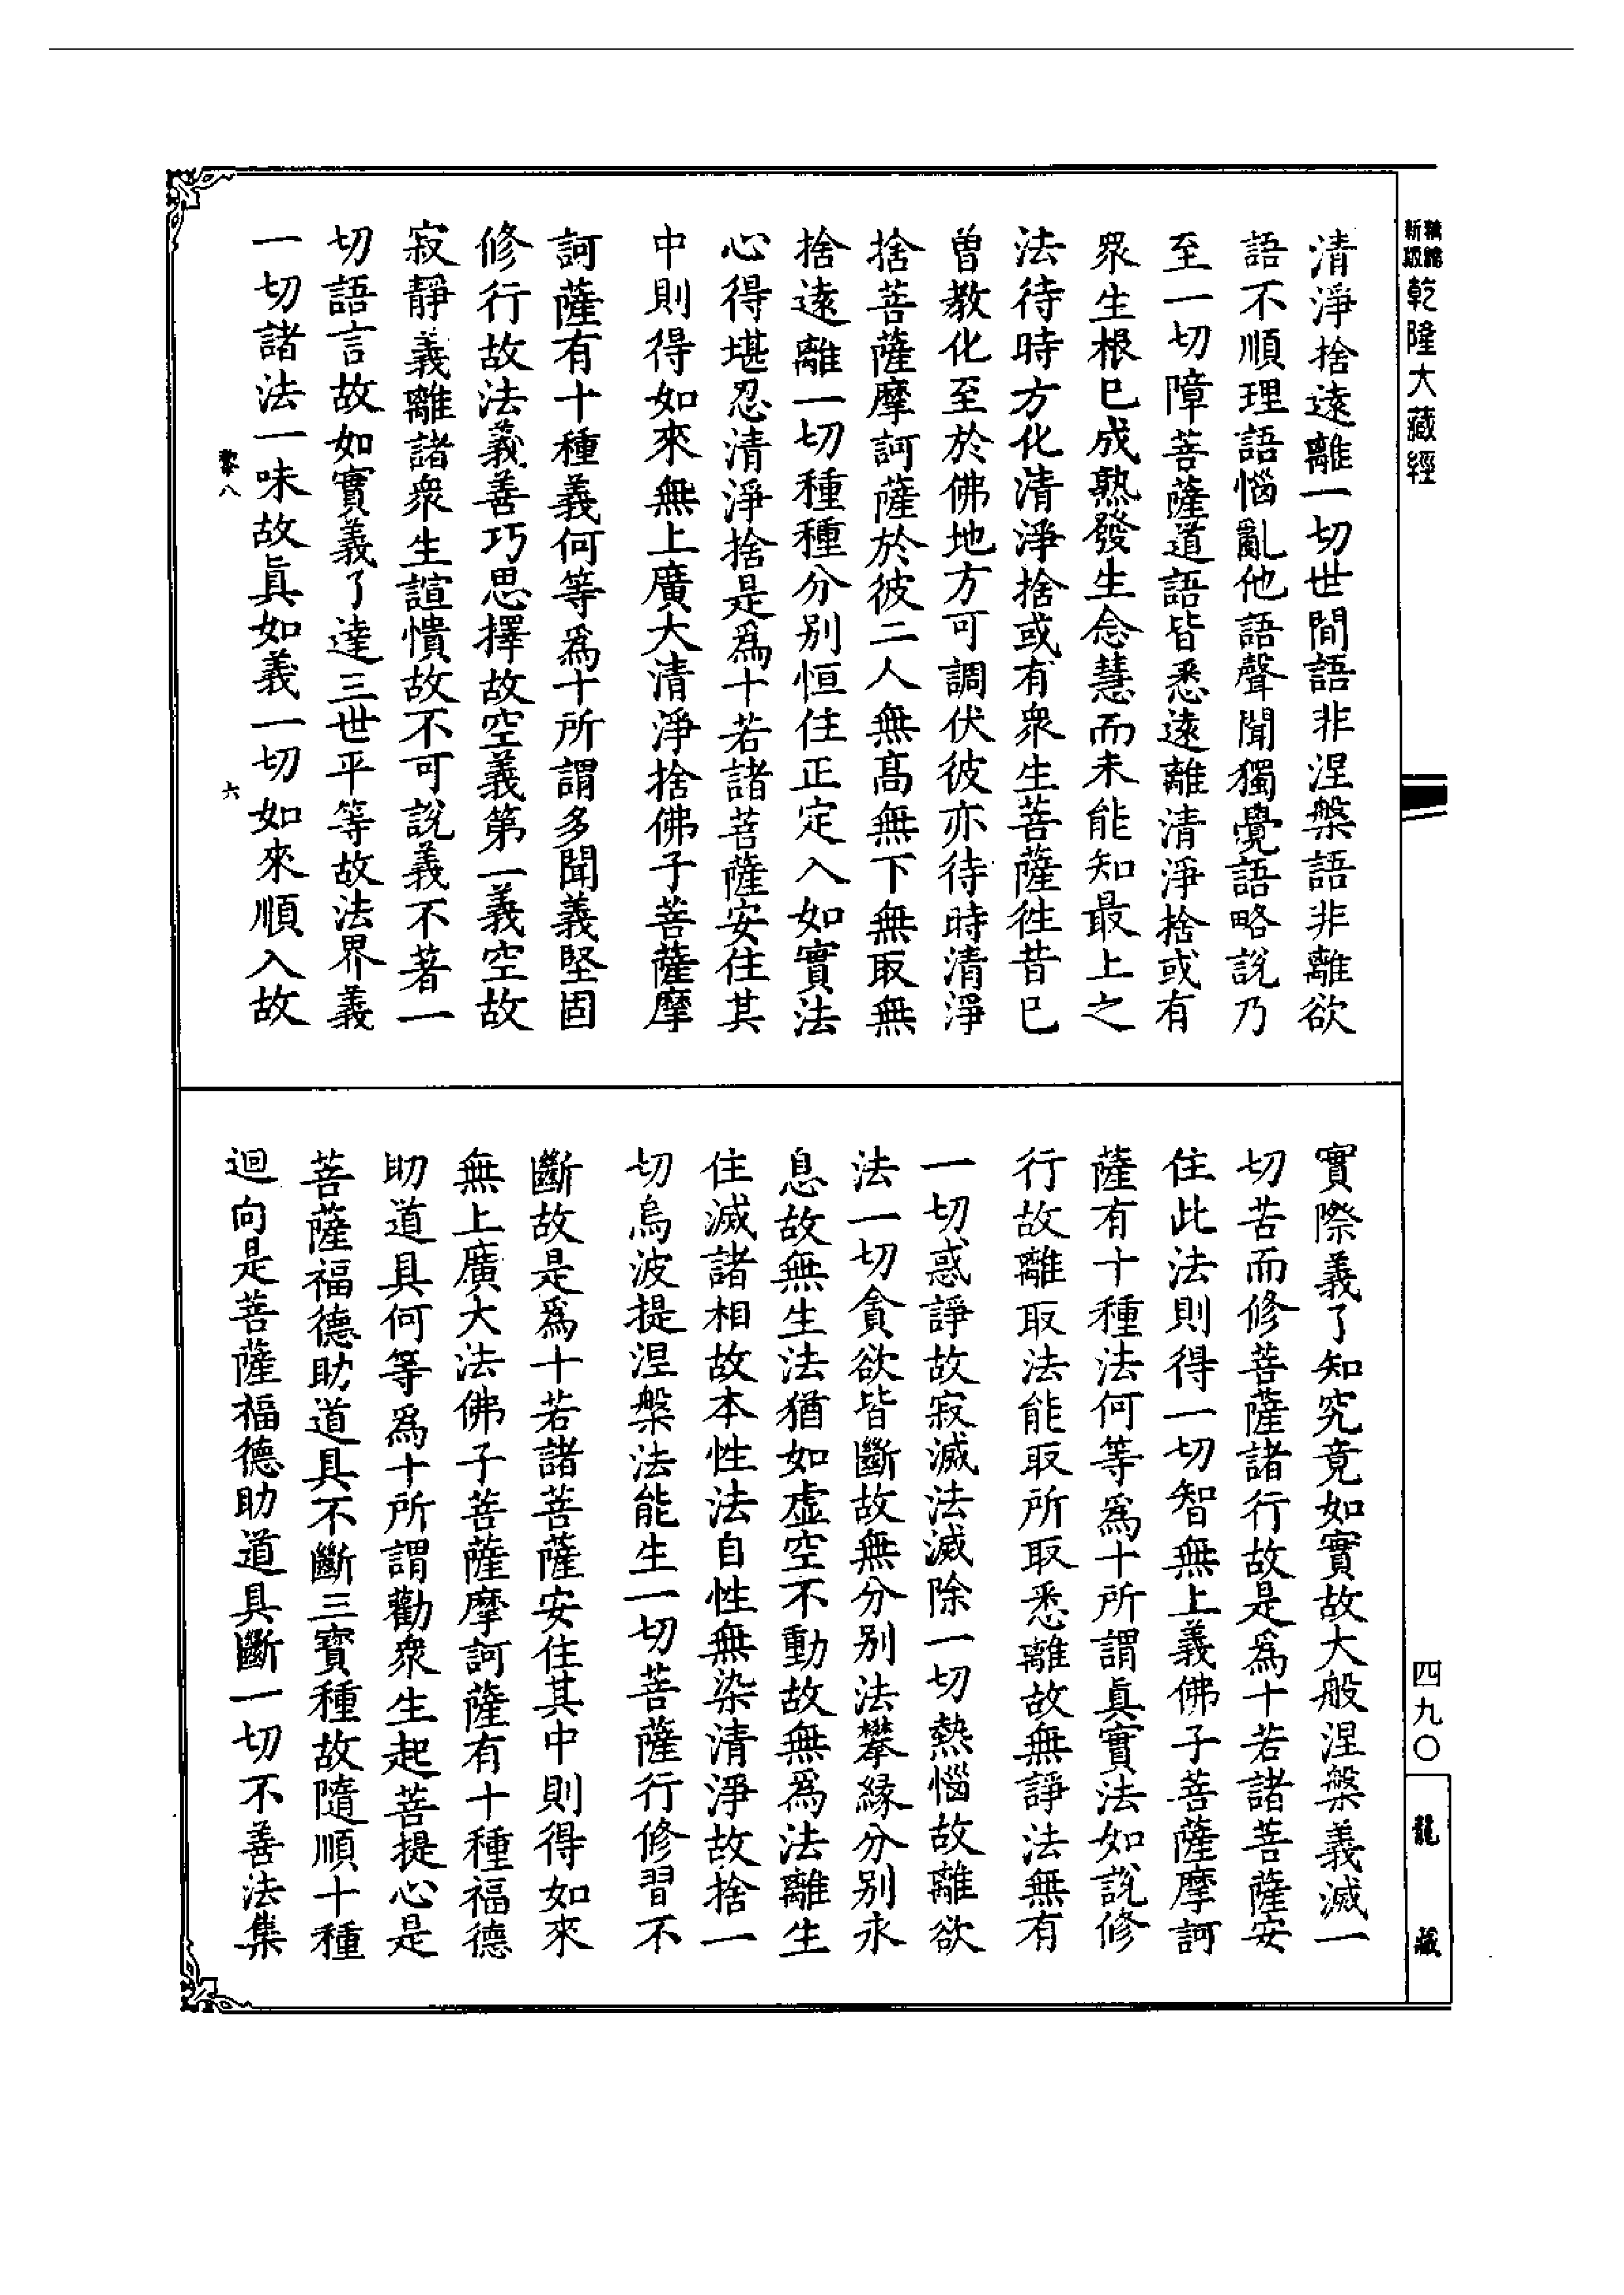 精縮新版乾隆大藏經
清淨捨遠離一切世間語非涅槃語非離欲
語不順理語惱亂他語聲聞獨覺語略說乃
至一切障菩薩道語皆悉遠離清淨捨或有
眾生根已成熟發生念慧而未能知最上之
法待時方化清淨捨或有眾生菩薩徃昔已
曾教化至於佛地方可調伏彼亦待時清淨
捨菩薩摩訶薩於彼二人無高無下無取無
捨遠離一切種種分別恒住正定入如實法
心得堪忍清淨捨是為十若諸菩薩安住其
中則得如來無上廣大清淨捨佛子菩薩摩
訶薩有十種義何等為十所謂多聞義堅固
修行故法義善巧思擇故空義第一義空故
寂靜義離諸眾生諠憒故不可說義不著一
切語言故如實義了達三世平等故法界義
一切諸法一味故眞如義一切如來順入故
八 六
實際義了知究竟如實故大般涅槃義滅一
切苦而修菩薩諸行故是為十若諸菩薩安
住此法則得一切智無上義佛子菩薩摩訶
薩有十種法何等為十所謂眞實法如說修
行故離取法能取所取悉離故無諍法無有
一切惑諍故寂滅法滅除一切熱惱故離欲
法一切貪欲皆斷故無分別法攀緣分別永
息故無生法猶如虛空不動故無為法離生
住滅諸相故本性法自性無染清淨故捨一
切烏波提涅槃法能生一切菩薩行修習不
斷故是為十若諸菩薩安住其中則得如來
無上廣大法佛子菩薩摩訶薩有十種福德
助道具何等為十所謂勸眾生起菩提心是
菩薩福德助道具不斷三寶種故隨順十種
迴向是菩薩福德助道具斷一切不善法集
四九〇
龍藏